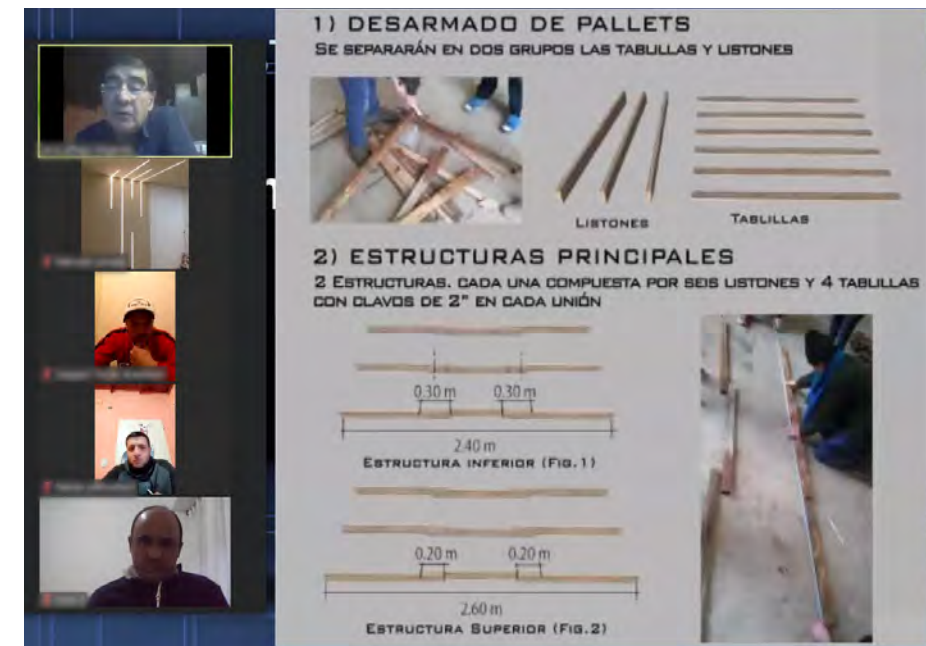 1) DESARMADO DE PALLETS
SE SEPARARÁN EN DOS GRUPOS LAS TABULLAS Y LISTONES
LISTONES
TABLILLAS
2) ESTRUCTURAS PRINCIPALES
2 ESTRUCTURAS. CADA UNA COMPUESTA POR SEIS LISTONES Y 4 TABLILLAS
CON CLAVOS DE 2" EN CADA UNIÓN
0.30 m 0.30 m
2.40 m
ESTRUCTURA INFERIOR (FIG.1)
0.20 m 0.20 m
2.60 m
ESTRUCTURA SUPERIOR (FIG.2)